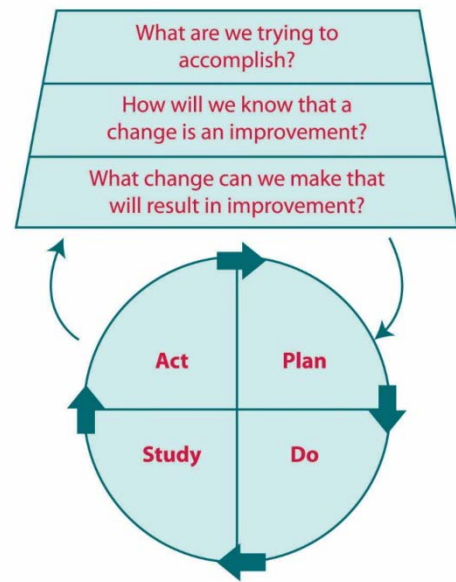 What are we trying to
accomplish?
How will we know that a
change is an improvement?
What change can we make that
will result in improvement?
Act
Plan
Study
Do